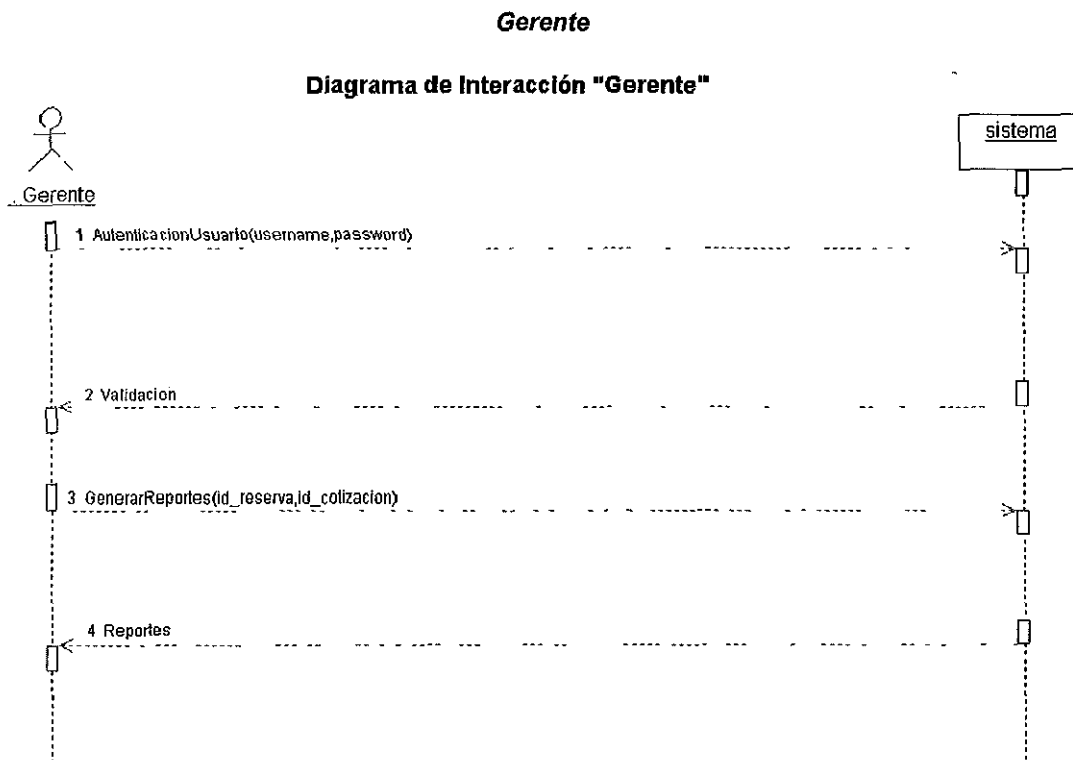 Gerente
Diagrama de Interacción "Gerente"
sistema
Gerente
1 AutenticacionUsuario(username,password)
2 Validacion
3 GenerarReportes(id_reserva,id_cotizacion)
4 Reportes